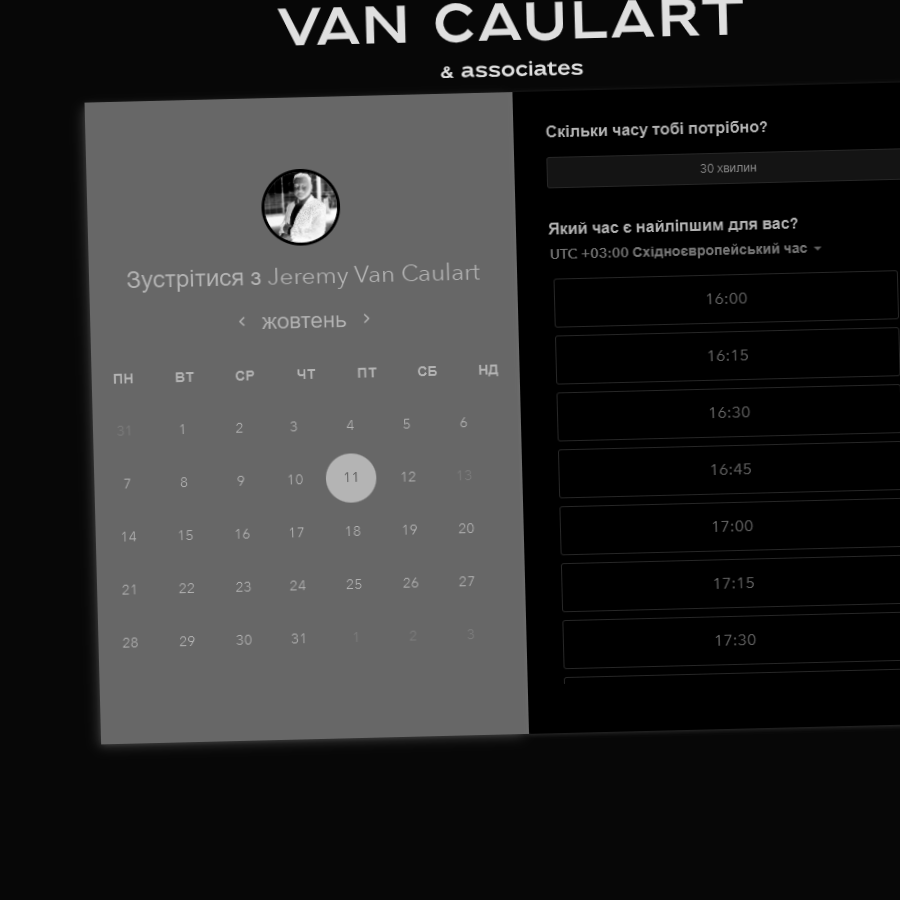 VAN CAULART
& associates
Зустрітися з Jeremy Van Caulart
жовтень
ПН ВТ СР ЧТ ПТ СБ НД
31 1 2 3 4 5 6
7 8 9 10 11 12 13
14 15 16 17 18 19 20
21 22 23 24 25 26 27
28 29 30 31 1 2 3
Скільки часу тобі потрібно?
30 хвилин
Який час є найліпшим для вас?
UTC +03:00 Східноєвропейський час
16:00
16:15
16:30
16:45
17:00
17:15
17:30